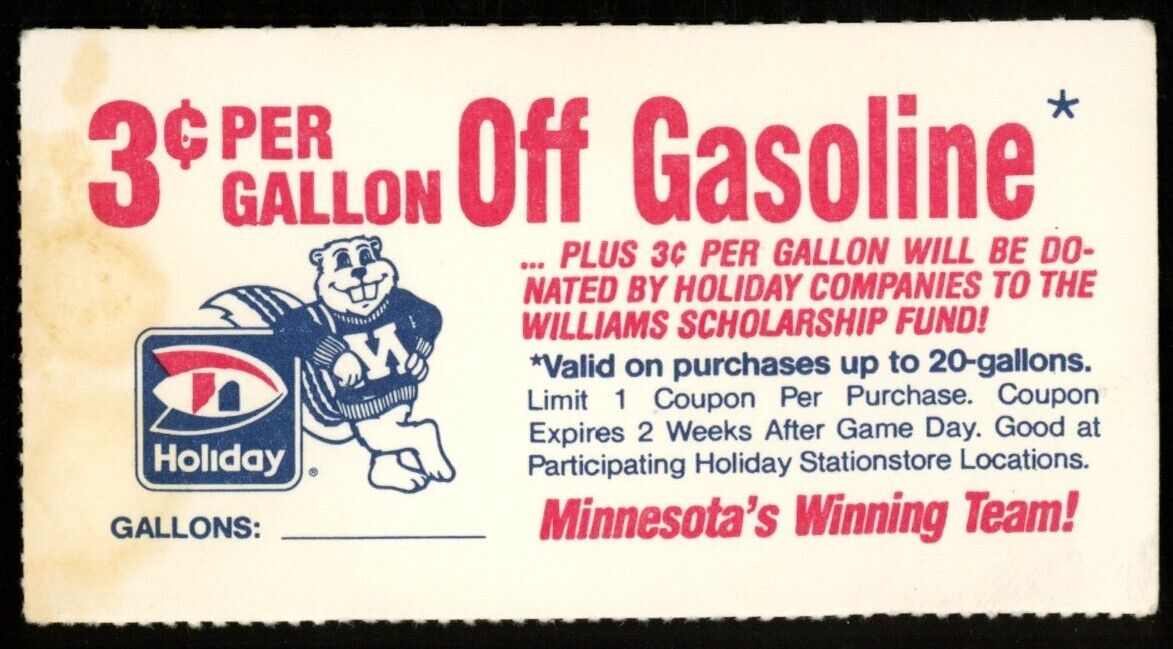 3¢ PER GALLON Off Gasoline*
... PLUS 3¢ PER GALLON WILL BE DO-
NATED BY HOLIDAY COMPANIES TO THE
WILLIAMS SCHOLARSHIP FUND!
*Valid on purchases up to 20-gallons.
Limit 1 Coupon Per Purchase. Coupon
Expires 2 Weeks After Game Day. Good at
Participating Holiday Stationstore Locations.
Minnesota's Winning Team!
N
Holiday®
GALLONS: ____________